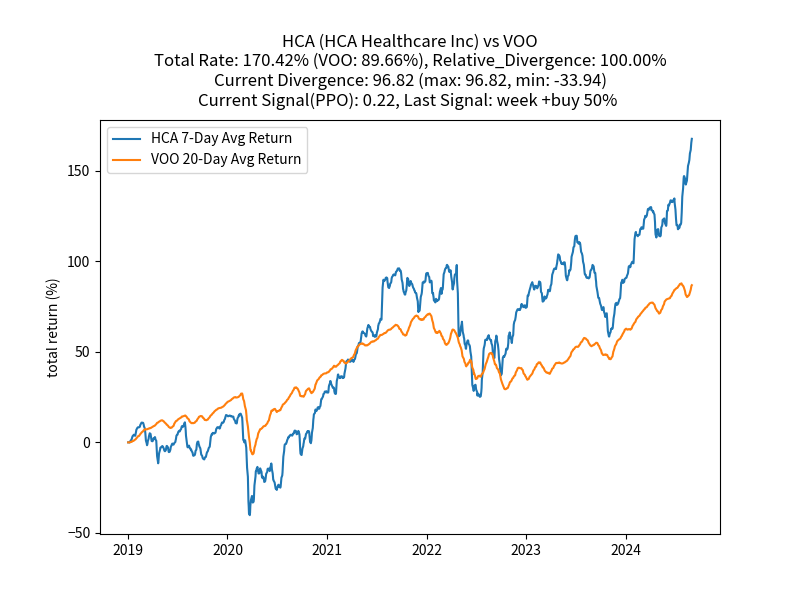 HCA (HCA Healthcare Inc) vs VOO
Total Rate: 170.42% (VOO: 89.66%), Relative_Divergence: 100.00%
Current Divergence: 96.82 (max: 96.82, min: -33.94)
Current Signal(PPO): 0.22, Last Signal: week +buy 50%
HCA 7-Day Avg Return
VOO 20-Day Avg Return
total return (%)
150
100
50
0
−50
2019 2020 2021 2022 2023 2024